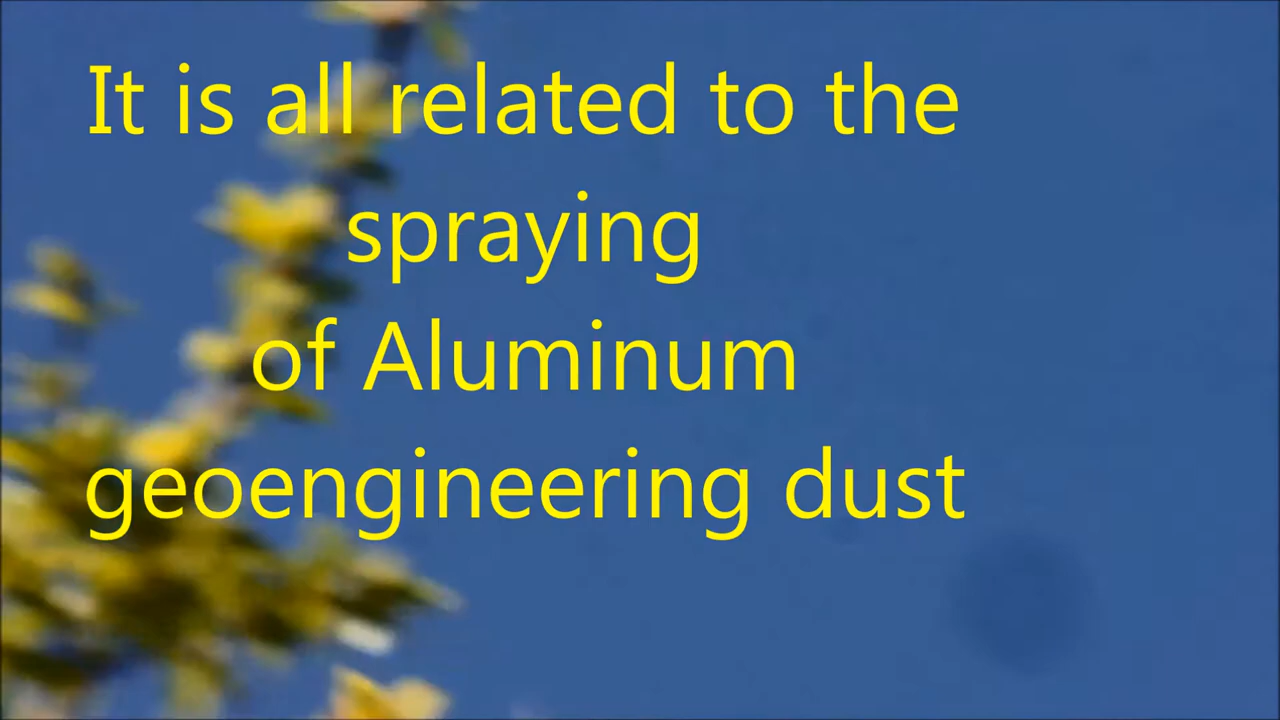 It is all related to the
spraying
of Aluminum
geoengineering dust